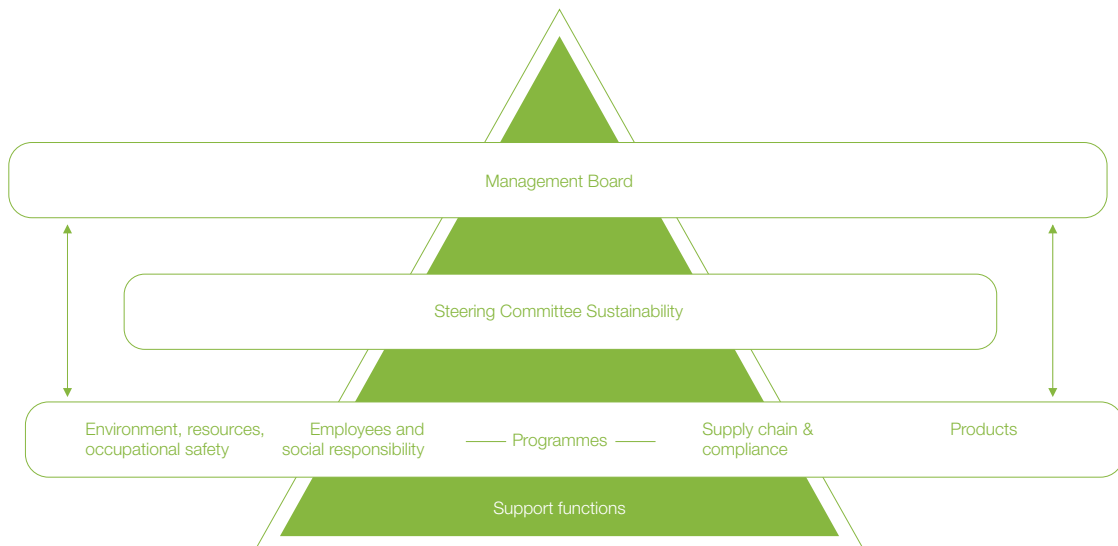 Management Board
Steering Committee Sustainability
Environment, resources,
occupational safety
Employees and
social responsibility
Programmes
Supply chain &
compliance
Products
Support functions